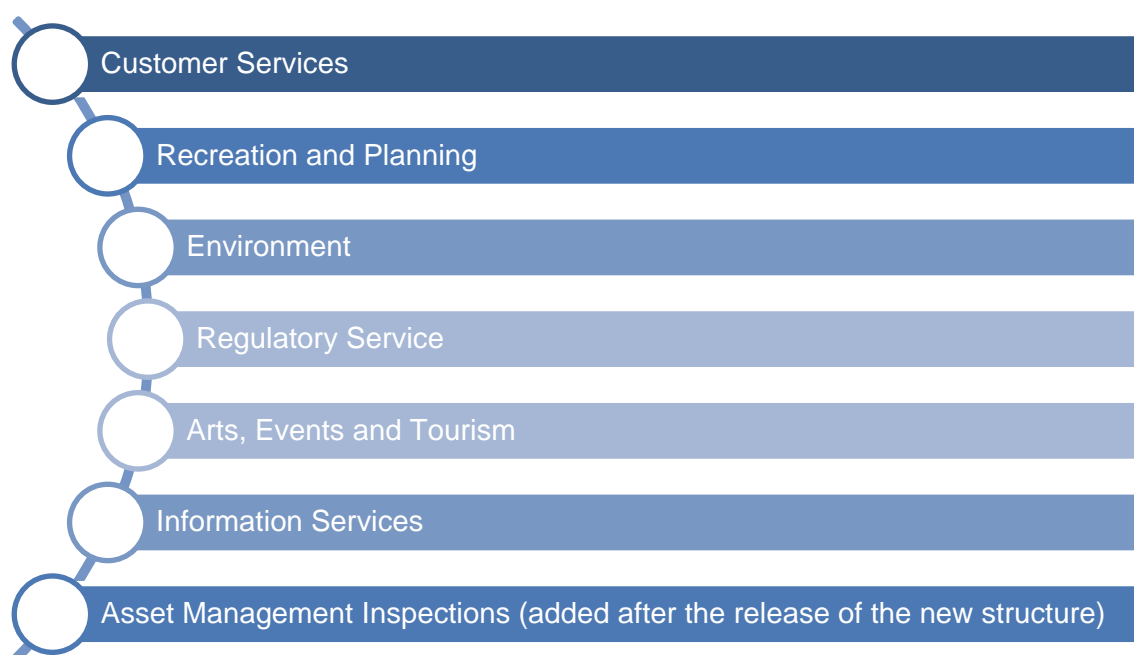 Customer Services
Recreation and Planning
Environment
Regulatory Service
Arts, Events and Tourism
Information Services
Asset Management Inspections (added after the release of the new structure)